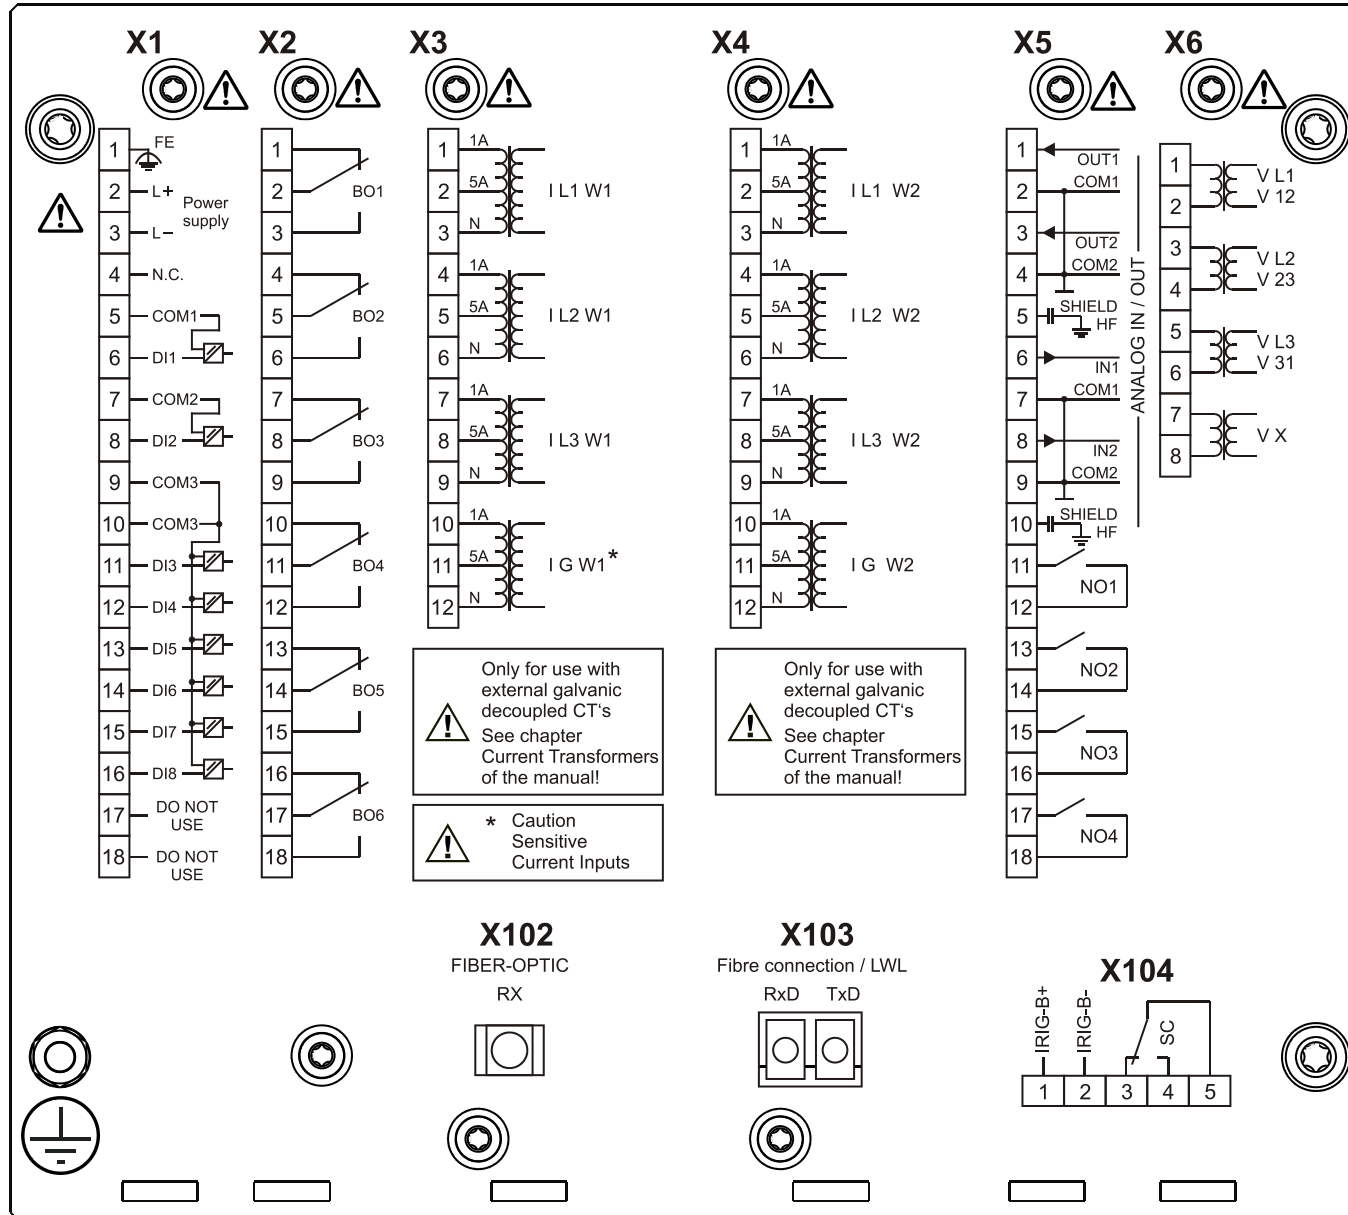 X1
X2
X3
X4
X5
X6
1
FE
2
L+
Power
supply
3
L–
4
N.C.
5
COM1
6
DI1
7
COM2
8
DI2
9
COM3
10
COM3
11
DI3
12
DI4
13
DI5
14
DI6
15
DI7
16
DI8
17
DO NOT
USE
18
DO NOT
USE
1
2
BO1
3
4
5
BO2
6
7
8
BO3
9
10
11
BO4
12
13
14
BO5
15
16
17
BO6
18
1
1A
2
5A
I L1 W1
3
N
4
1A
5
5A
I L2 W1
6
N
7
1A
8
5A
I L3 W1
9
N
10
1A
11
5A
I G W1*
12
N
Only for use with
external galvanic
decoupled CT‘s
See chapter
Current Transformers
of the manual!
* Caution
Sensitive
Current Inputs
1
1A
2
5A
I L1 W2
3
N
4
1A
5
5A
I L2 W2
6
N
7
1A
8
5A
I L3 W2
9
N
10
1A
11
5A
I G W2
12
N
Only for use with
external galvanic
decoupled CT‘s
See chapter
Current Transformers
of the manual!
1
OUT1
2
COM1
3
OUT2
4
COM2
5
SHIELD
HF
6
IN1
7
COM1
8
IN2
9
COM2
10
SHIELD
HF
ANALOG IN / OUT
11
NO1
12
13
NO2
14
15
NO3
16
17
NO4
18
1
V L1
2
V 12
3
V L2
4
V 23
5
V L3
6
V 31
7
V X
8
X102
FIBER-OPTIC
RX
X103
Fibre connection / LWL
RxD TxD
X104
IRIG-B+
IRIG-B-
SC
1 2 3 4 5